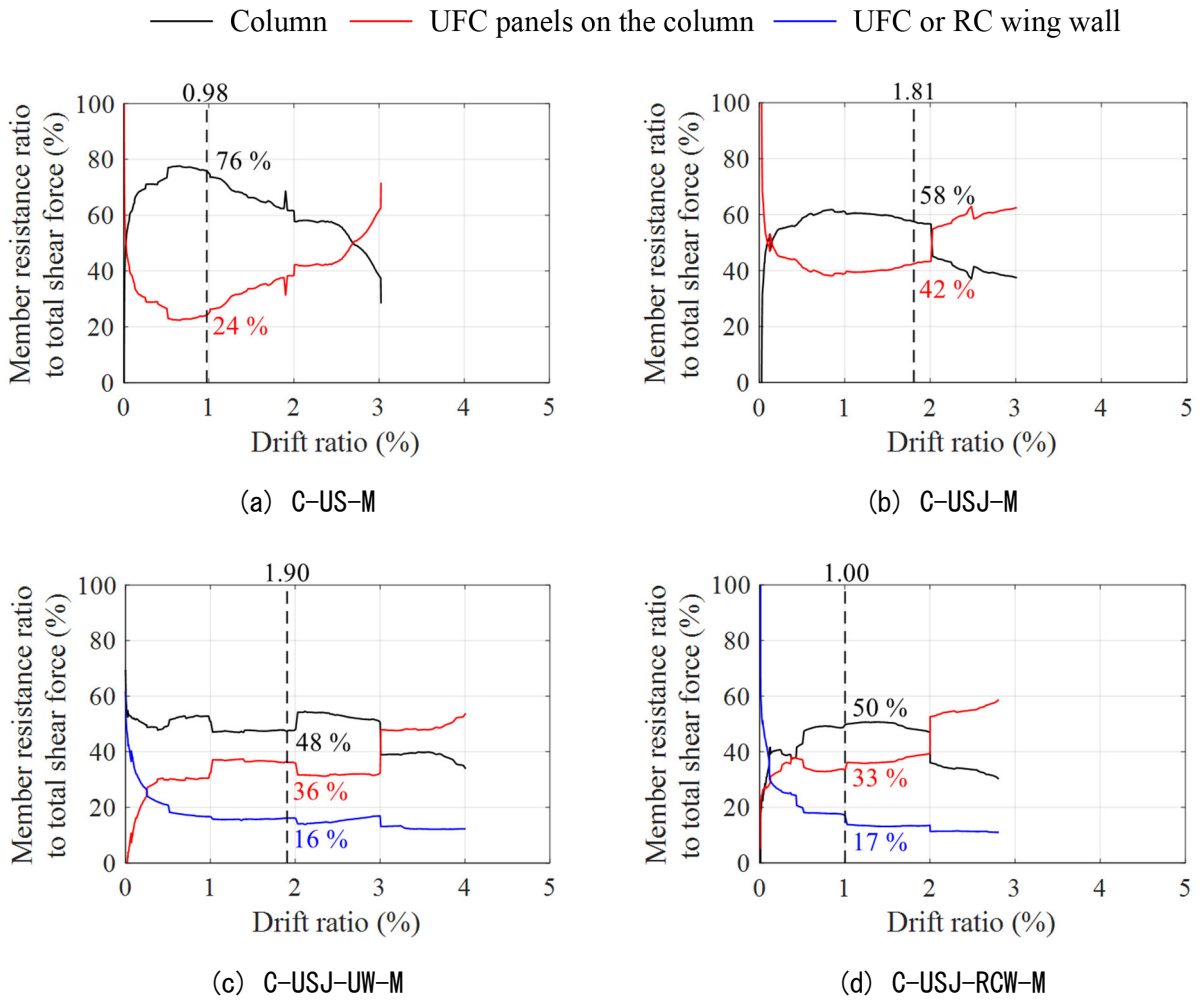 Column UFC panels on the column UFC or RC wing wall
0.98
Member resistance ratio
to total shear force (%)
100
80
60
40
20
0
76 %
24 %
0 1 2 3 4 5
Drift ratio (%)
(a) C-US-M
1.81
Member resistance ratio
to total shear force (%)
100
80
60
40
20
0
58 %
42 %
0 1 2 3 4 5
Drift ratio (%)
(b) C-USJ-M
1.90
Member resistance ratio
to total shear force (%)
100
80
60
40
20
0
48 %
36 %
16 %
0 1 2 3 4 5
Drift ratio (%)
(c) C-USJ-UW-M
1.00
Member resistance ratio
to total shear force (%)
100
80
60
40
20
0
50 %
33 %
17 %
0 1 2 3 4 5
Drift ratio (%)
(d) C-USJ-RCW-M